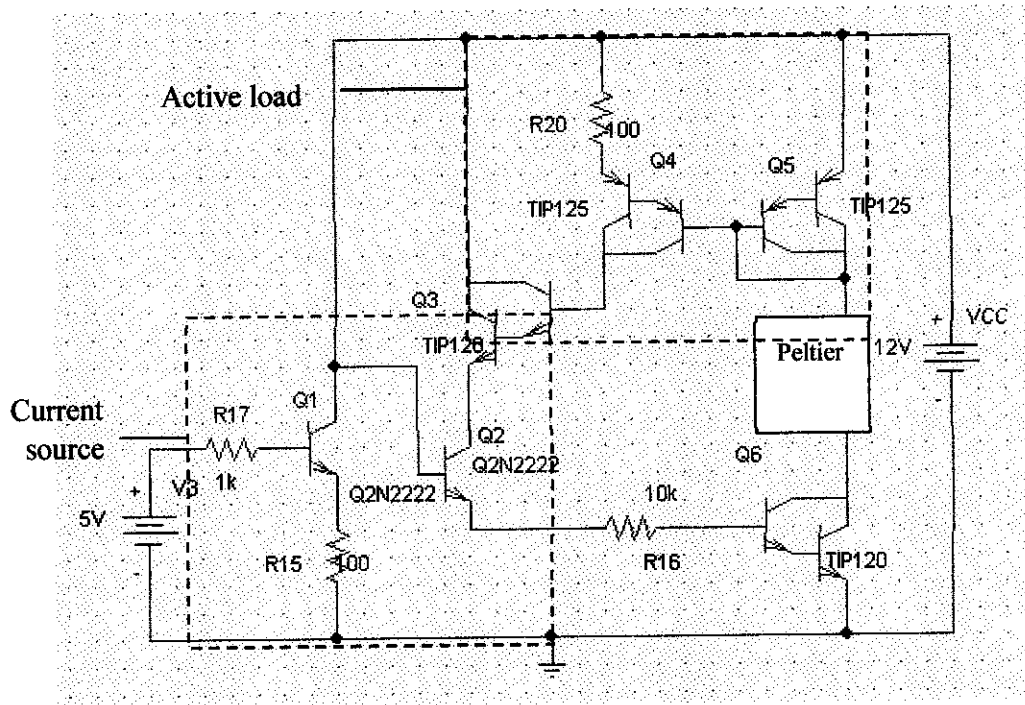 Active load
R20
100
Q4
Q5
TIP125
TIP125
Q3
TIP120
VCC
+
12V
-
Peltier
Current
source
R17
1k
Q1
Q2
Q2N2222
Q2N2222
Q6
V3
+
5V
-
10k
R16
R15
100
TIP120